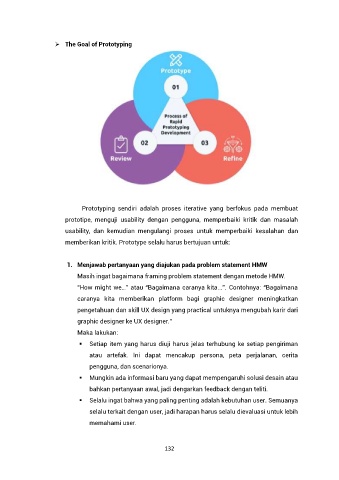 ➢ The Goal of Prototyping
Prototype
01
Process of
Rapid
Prototyping
Development
02
03
Review
Refine
Prototyping sendiri adalah proses iterative yang berfokus pada membuat
prototipe, menguji usability dengan pengguna, memperbaiki kritik dan masalah
usability, dan kemudian mengulangi proses untuk memperbaiki kesalahan dan
memberikan kritik. Prototype selalu harus bertujuan untuk:
1. Menjawab pertanyaan yang diajukan pada problem statement HMW
Masih ingat bagaimana framing problem statement dengan metode HMW.
"How might we.." atau "Bagaimana caranya kita...". Contohnya: "Bagaimana
caranya kita memberikan platform bagi graphic designer meningkatkan
pengetahuan dan skill UX design yang practical untuknya mengubah karir dari
graphic designer ke UX designer."
Maka lakukan:
▪ Setiap item yang harus diuji harus jelas terhubung ke setiap pengiriman
atau artefak. Ini dapat mencakup persona, peta perjalanan, cerita
pengguna, dan scenarionya.
▪ Mungkin ada informasi baru yang dapat mempengaruhi solusi desain atau
bahkan pertanyaan awal, jadi dengarkan feedback dengan teliti.
▪ Selalu ingat bahwa yang paling penting adalah kebutuhan user. Semuanya
selalu terkait dengan user, jadi harapan harus selalu dievaluasi untuk lebih
memahami user.
132